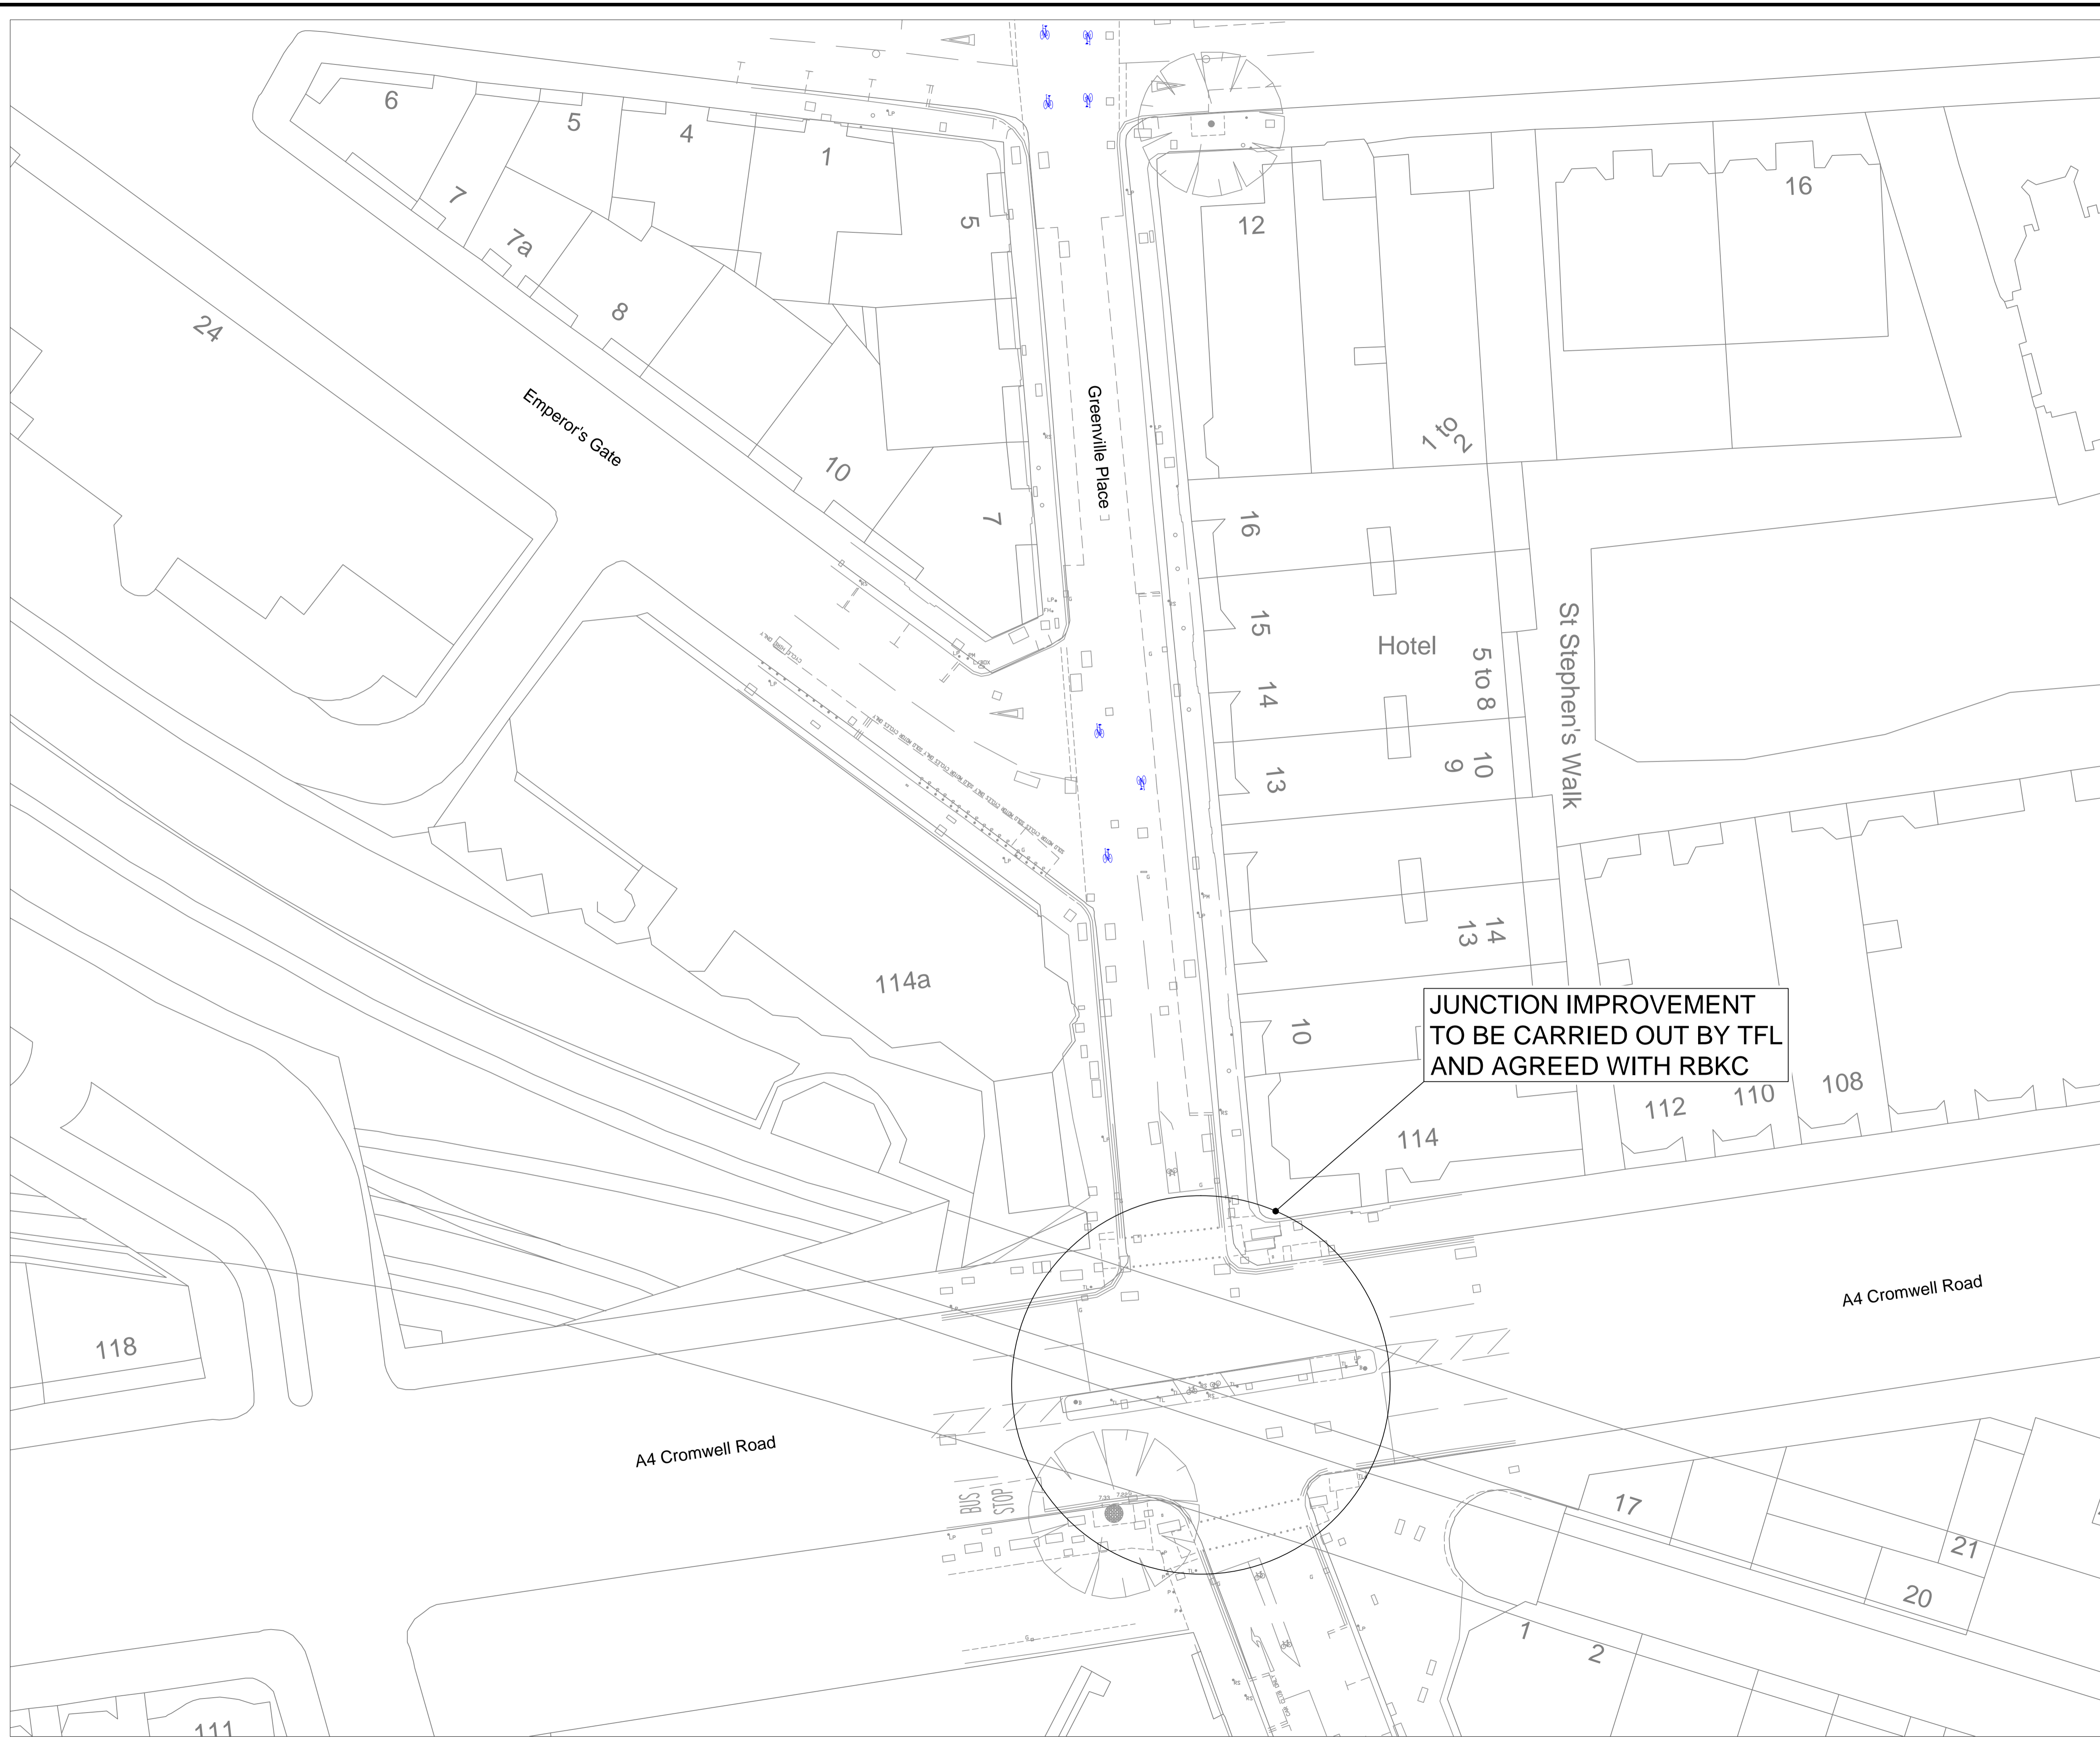 6
5
4
1
7
7a
5
12
16
8
24
Emperor's Gate
Greenville Place
1 to
2
10
7
16
15
Hotel
5 to 8
St Stephen's Walk
14
13
10
9
14
13
114a
10
JUNCTION IMPROVEMENT
TO BE CARRIED OUT BY TFL
AND AGREED WITH RBKC
112
110
108
114
A4 Cromwell Road
118
A4 Cromwell Road
BUS
STOP
17
21
20
1
2
111